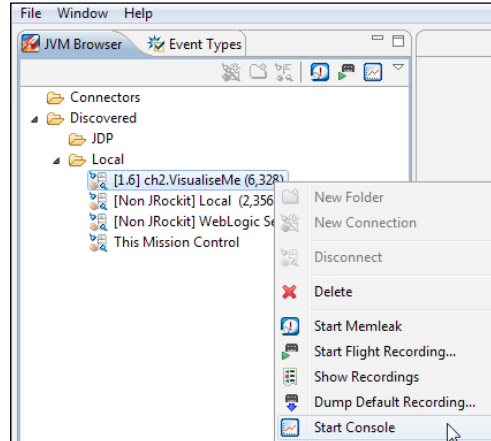 File Window Help
JVM Browser Event Types
Connectors
Discovered
JDP
Local
[1.6] ch2.VisualiseMe (6,328)
[Non JRockit] Local (2,356
[Non JRockit] WebLogic Se
This Mission Control
New Folder
New Connection
Disconnect
Delete
Start Memleak
Start Flight Recording...
Show Recordings
Dump Default Recording...
Start Console